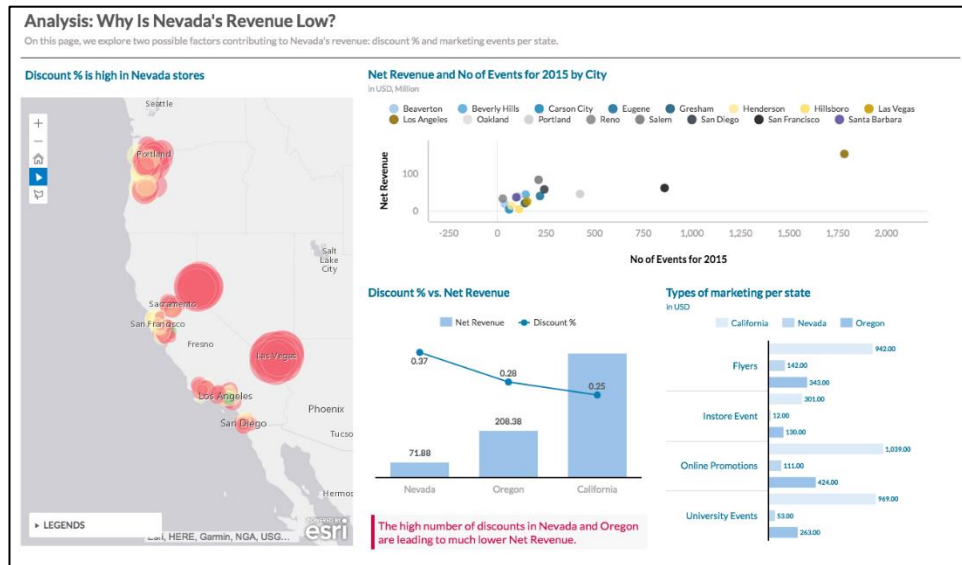 Analysis: Why Is Nevada's Revenue Low?
On this page, we explore two possible factors contributing to Nevada's revenue: discount % and marketing events per state.
Discount % is high in Nevada stores
Seattle
Portland
Salt
Lake
City
Sacramento
San Francisco
Fresno
Las Vegas
Los Angeles
Phoenix
San Diego
Tucso
Hermos
LEGENDS
POWERED BY
esri
Esri, HERE, Garmin, NGA, USG...
Net Revenue and No of Events for 2015 by City
in USD, Million
Beaverton Beverly Hills Carson City Eugene Gresham Henderson Hillsboro Las Vegas
Los Angeles Oakland Portland Reno Salem San Diego San Francisco Santa Barbara
Net Revenue
100
0
-250 0 250 500 750 1,000 1,250 1,500 1,750 2,000
No of Events for 2015
Discount % vs. Net Revenue
Net Revenue Discount %
0.37
0.28
0.25
208.38
71.88
Nevada Oregon California
The high number of discounts in Nevada and Oregon
are leading to much lower Net Revenue.
Types of marketing per state
in USD
California Nevada Oregon
942.00
Flyers 142.00
343.00
301.00
Instore Event 12.00
130.00
1,039.00
Online Promotions 111.00
424.00
969.00
University Events 53.00
263.00